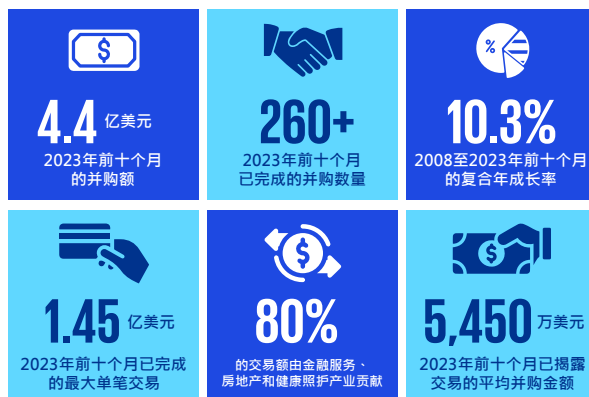 4.4 亿美元
2023年前十个月
的并购额
260+
2023年前十个月
已完成的并购数量
%
10.3%
2008至2023年前十个月
的复合年成长率
1.45 亿美元
2023年前十个月已完成
的最大单笔交易
80%
的交易额由金融服务、
房地产和健康照护产业贡献
5,450 万美元
2023年前十个月已揭露
交易的平均并购金额